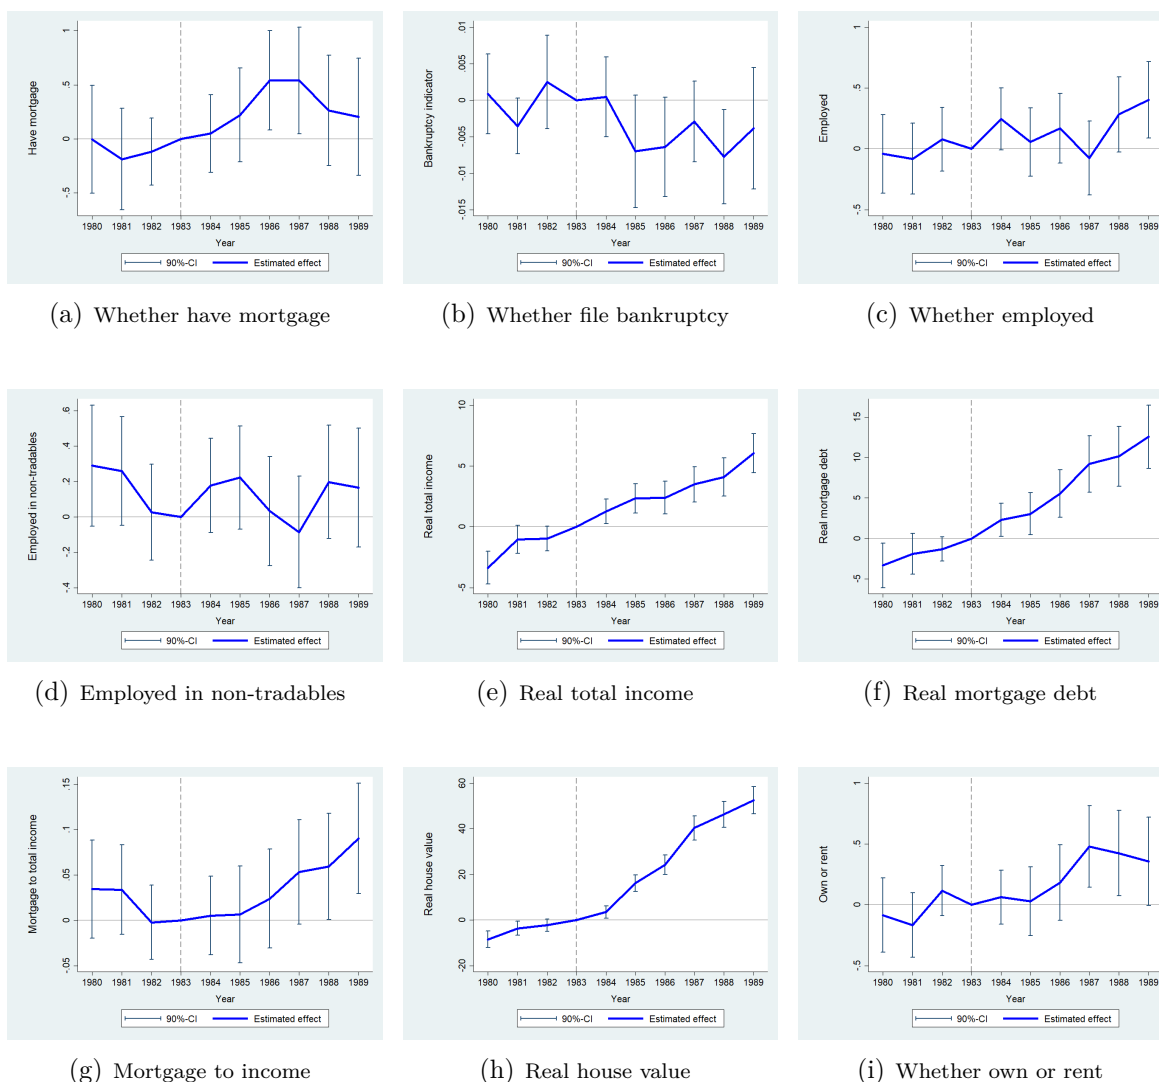 Have mortgage
1
.5
0
-.5
1980 1981 1982 1983 1984 1985 1986 1987 1988 1989
Year
90%-CI Estimated effect
(a) Whether have mortgage
Bankruptcy indicator
.01
.005
0
-.005
-.01
-.015
1980 1981 1982 1983 1984 1985 1986 1987 1988 1989
Year
90%-CI Estimated effect
(b) Whether file bankruptcy
Employed
1
.5
0
-.5
1980 1981 1982 1983 1984 1985 1986 1987 1988 1989
Year
90%-CI Estimated effect
(c) Whether employed
Employed in non-tradables
.6
.4
.2
0
-.2
-.4
1980 1981 1982 1983 1984 1985 1986 1987 1988 1989
Year
90%-CI Estimated effect
(d) Employed in non-tradables
Real total income
10
5
0
-5
1980 1981 1982 1983 1984 1985 1986 1987 1988 1989
Year
90%-CI Estimated effect
(e) Real total income
Real mortgage debt
15
10
5
0
-5
1980 1981 1982 1983 1984 1985 1986 1987 1988 1989
Year
90%-CI Estimated effect
(f) Real mortgage debt
Mortgage to total income
.15
.1
.05
0
-.05
1980 1981 1982 1983 1984 1985 1986 1987 1988 1989
Year
90%-CI Estimated effect
(g) Mortgage to income
Real house value
60
40
20
0
-20
1980 1981 1982 1983 1984 1985 1986 1987 1988 1989
Year
90%-CI Estimated effect
(h) Real house value
Own or rent
1
.5
0
-.5
1980 1981 1982 1983 1984 1985 1986 1987 1988 1989
Year
90%-CI Estimated effect
(i) Whether own or rent